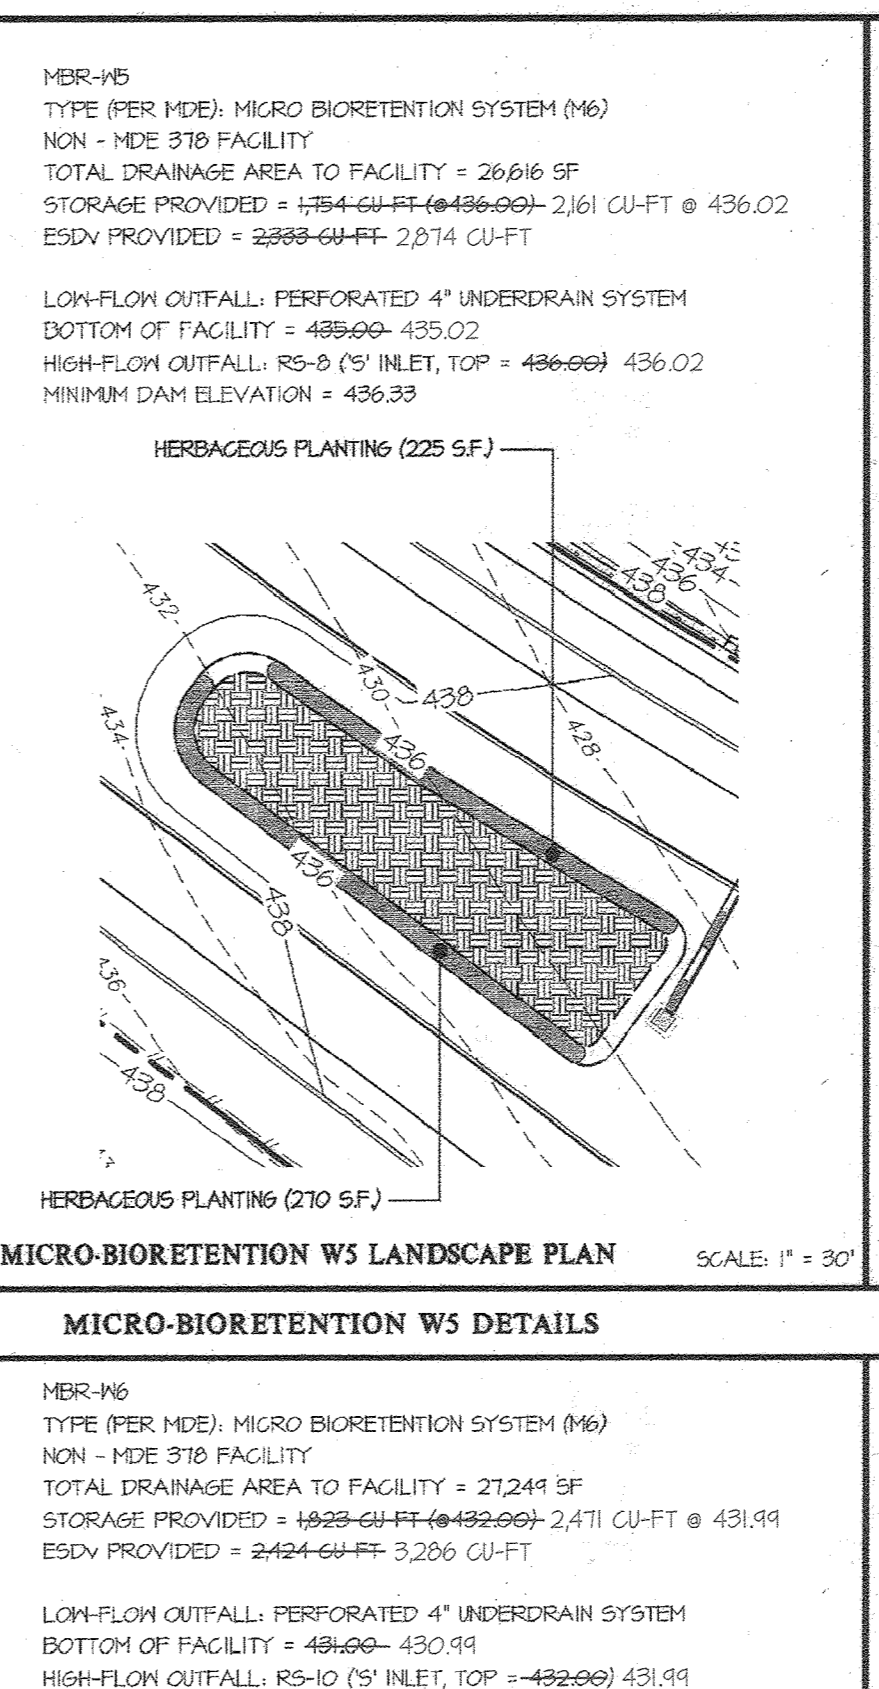 MBR-W5
TYPE (PER MDE): MICRO BIORETENTION SYSTEM (M6)
NON - MDE 378 FACILITY
TOTAL DRAINAGE AREA TO FACILITY = 26,616 SF
STORAGE PROVIDED = 1,754 CU-FT (@436.00) 2,161 CU-FT @ 436.02
ESDv PROVIDED = 2,333 CU-FT 2,874 CU-FT
LOW-FLOW OUTFALL: PERFORATED 4" UNDERDRAIN SYSTEM
BOTTOM OF FACILITY = 435.00 435.02
HIGH-FLOW OUTFALL: RS-8 ('S' INLET, TOP = 436.00) 436.02
MINIMUM DAM ELEVATION = 436.33
HERBACEOUS PLANTING (225 S.F.)
434
436
438
432
430
438
434
428
436
436
438
436
438
HERBACEOUS PLANTING (270 S.F.)
MICRO-BIORETENTION W5 LANDSCAPE PLAN SCALE: 1" = 30'
MICRO-BIORETENTION W5 DETAILS
MBR-W6
TYPE (PER MDE): MICRO BIORETENTION SYSTEM (M6)
NON - MDE 378 FACILITY
TOTAL DRAINAGE AREA TO FACILITY = 27,249 SF
STORAGE PROVIDED = 1,823 CU-FT (@432.00) 2,471 CU-FT @ 431.99
ESDv PROVIDED = 2,424 CU-FT 3,286 CU-FT
LOW-FLOW OUTFALL: PERFORATED 4" UNDERDRAIN SYSTEM
BOTTOM OF FACILITY = 431.00 430.99
HIGH-FLOW OUTFALL: RS-10 ('S' INLET, TOP = 432.00) 431.99